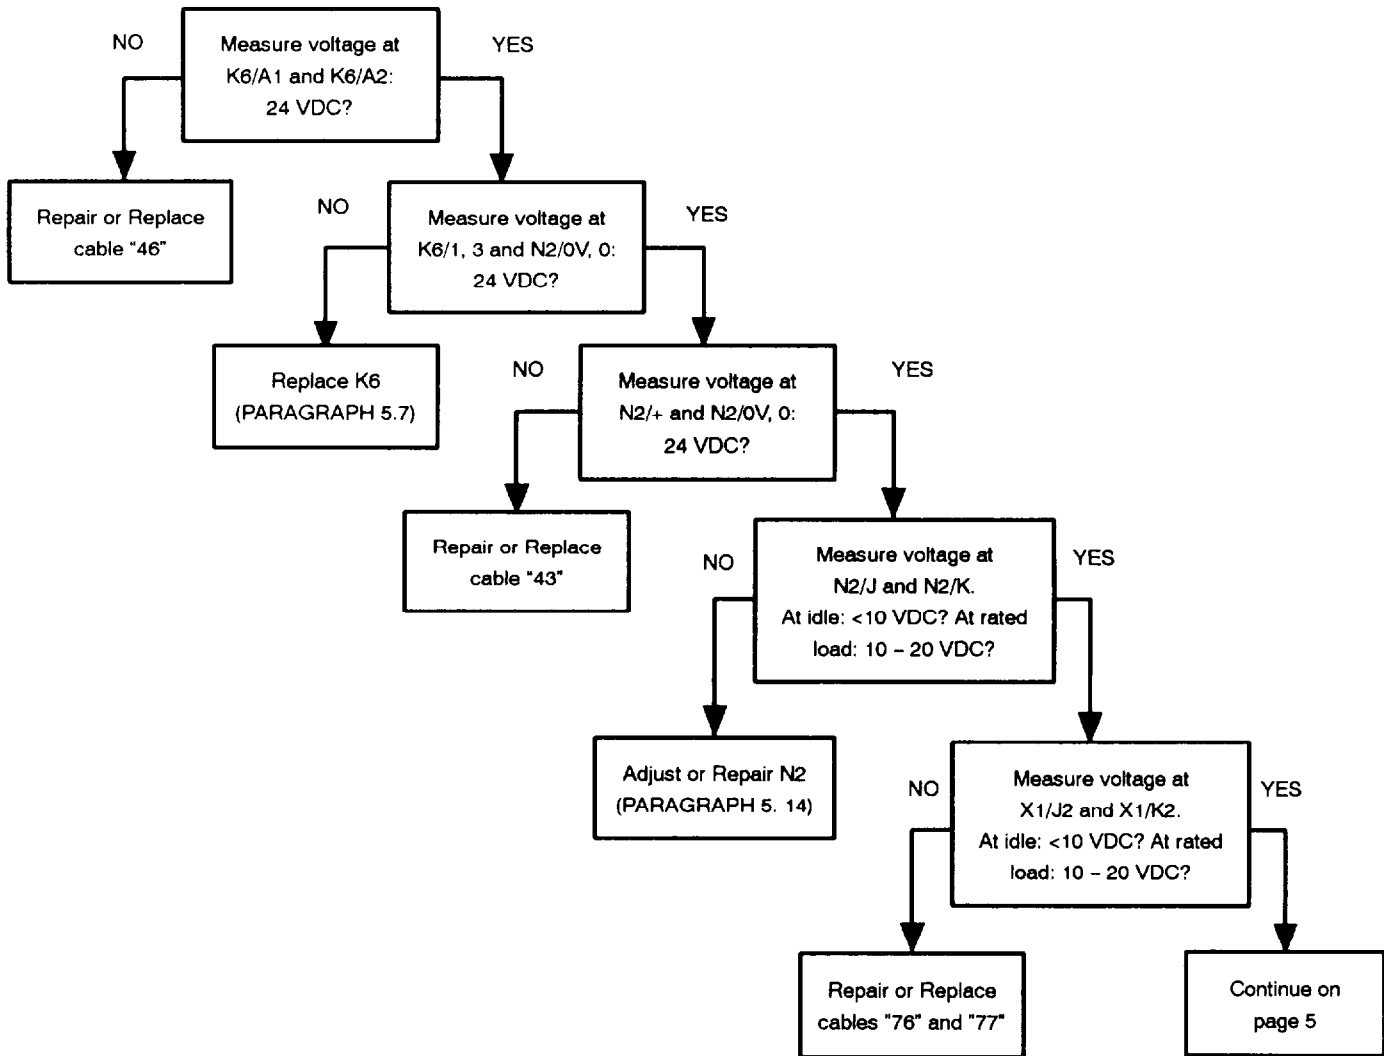 NO
Measure voltage at
K6/A1 and K6/A2:
24 VDC?
YES
Repair or Replace
cable "46"
NO
Measure voltage at
K6/1, 3 and N2/0V, 0:
24 VDC?
YES
Replace K6
(PARAGRAPH 5.7)
NO
Measure voltage at
N2/+ and N2/0V, 0:
24 VDC?
YES
Repair or Replace
cable "43"
NO
Measure voltage at
N2/J and N2/K.
At idle: <10 VDC? At rated
load: 10 – 20 VDC?
YES
Adjust or Repair N2
(PARAGRAPH 5. 14)
NO
Measure voltage at
X1/J2 and X1/K2.
At idle: <10 VDC? At rated
load: 10 – 20 VDC?
YES
Repair or Replace
cables "76" and "77"
Continue on
page 5